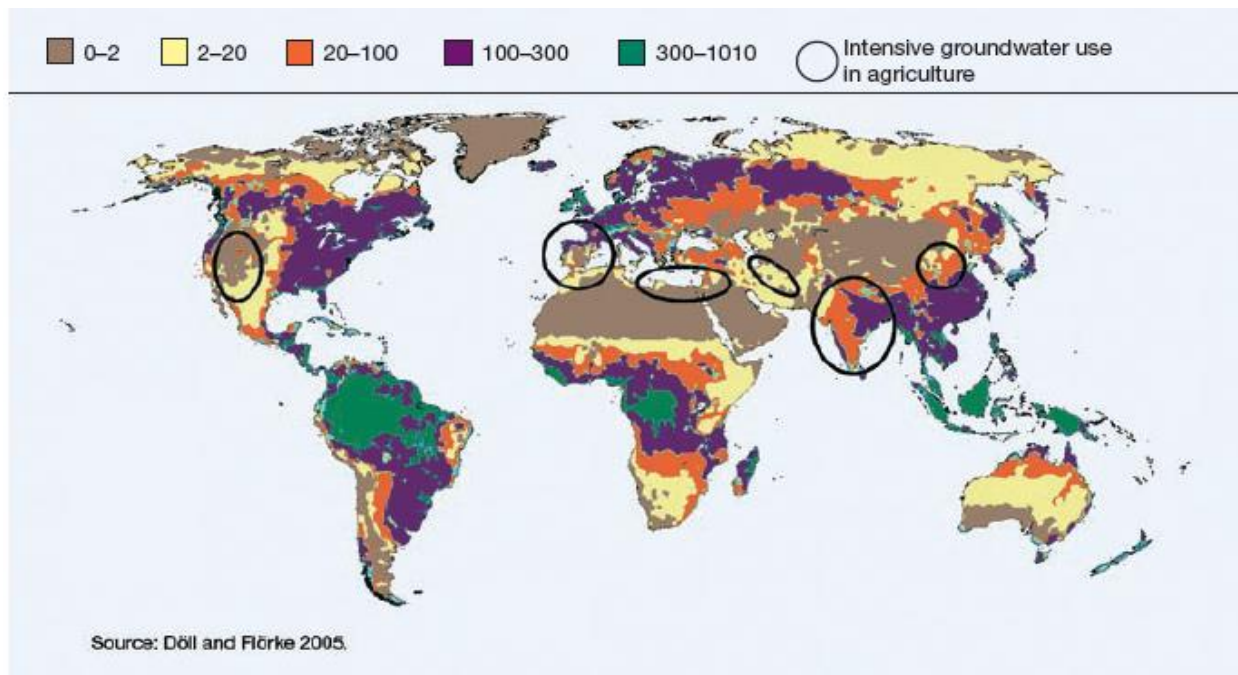 0–2 2–20 20–100 100–300 300–1010 Intensive groundwater use
in agriculture
Source: Döll and Flörke 2005.